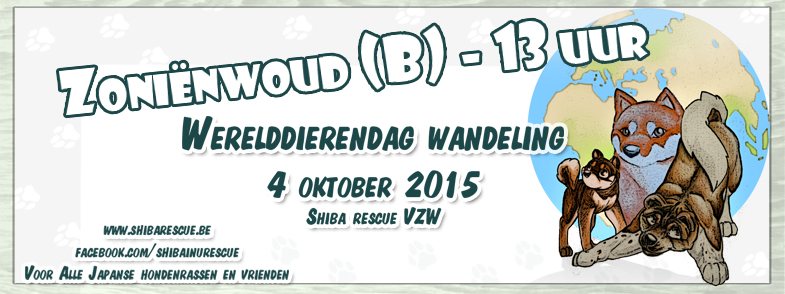 Zoniënwoud (B) - 13 uur
Werelddierendag wandeling
4 oktober 2015
Shiba rescue VZW
www.shibarescue.be
facebook.com/shibainurescue
Voor Alle Japanse hondenrassen en vrienden